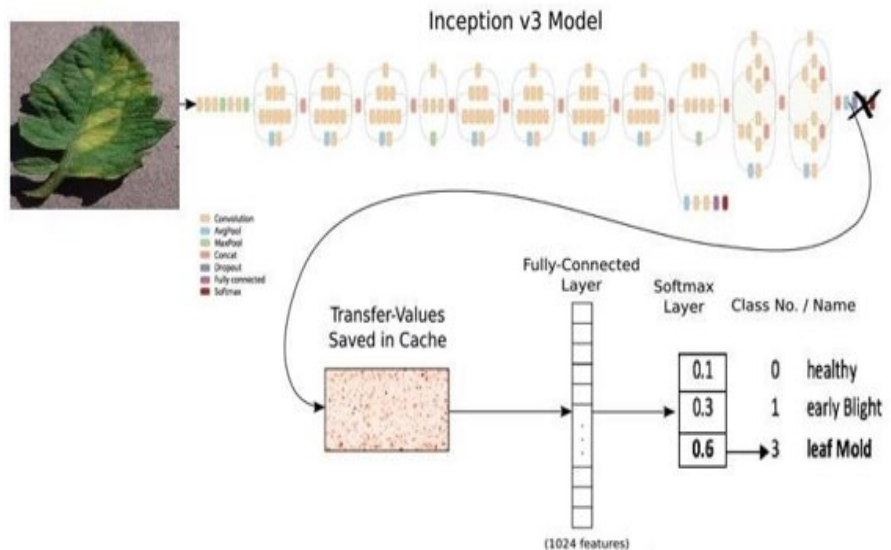 Inception v3 Model
Convolution
AvgPool
MaxPool
Concat
Dropout
Fully connected
Softmax
Transfer-Values
Saved in Cache
Fully-Connected
Layer
Softmax
Layer
Class No. / Name
0.1 0 healthy
0.3 1 early Blight
0.6 3 leaf Mold
(1024 features)